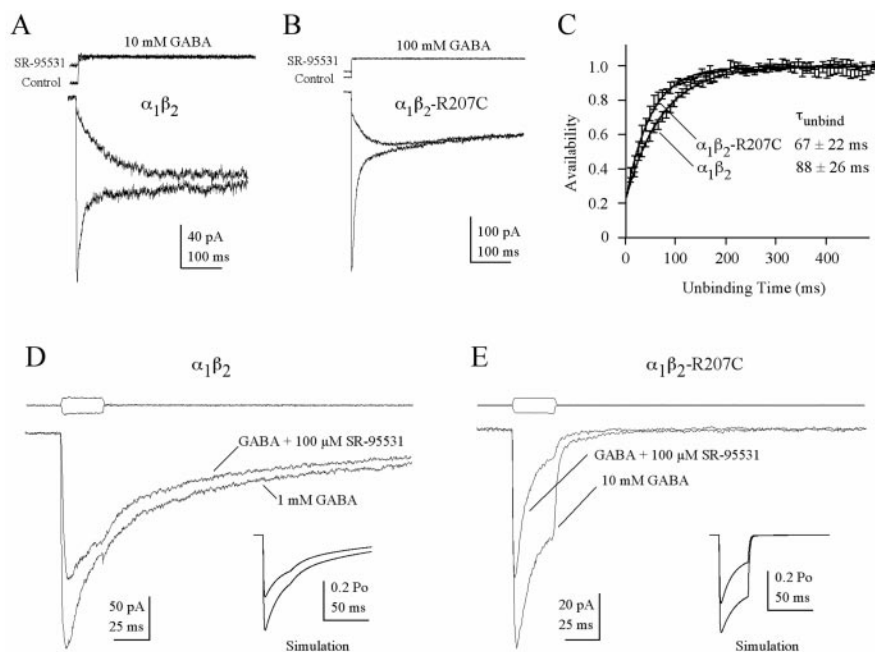 A
10 mM GABA
SR-95531
Control
α1β2
40 pA
100 ms
B
100 mM GABA
SR-95531
Control
α1β2-R207C
100 pA
100 ms
C
Availability
1.0
0.8
0.6
0.4
0.2
0
0 100 200 300 400
Unbinding Time (ms)
τunbind
α1β2-R207C 67 ± 22 ms
α1β2 88 ± 26 ms
D
α1β2
GABA + 100 µM SR-95531
1 mM GABA
50 pA
25 ms
0.2 Po
50 ms
Simulation
E
α1β2-R207C
GABA + 100 µM SR-95531
10 mM GABA
20 pA
25 ms
0.2 Po
50 ms
Simulation